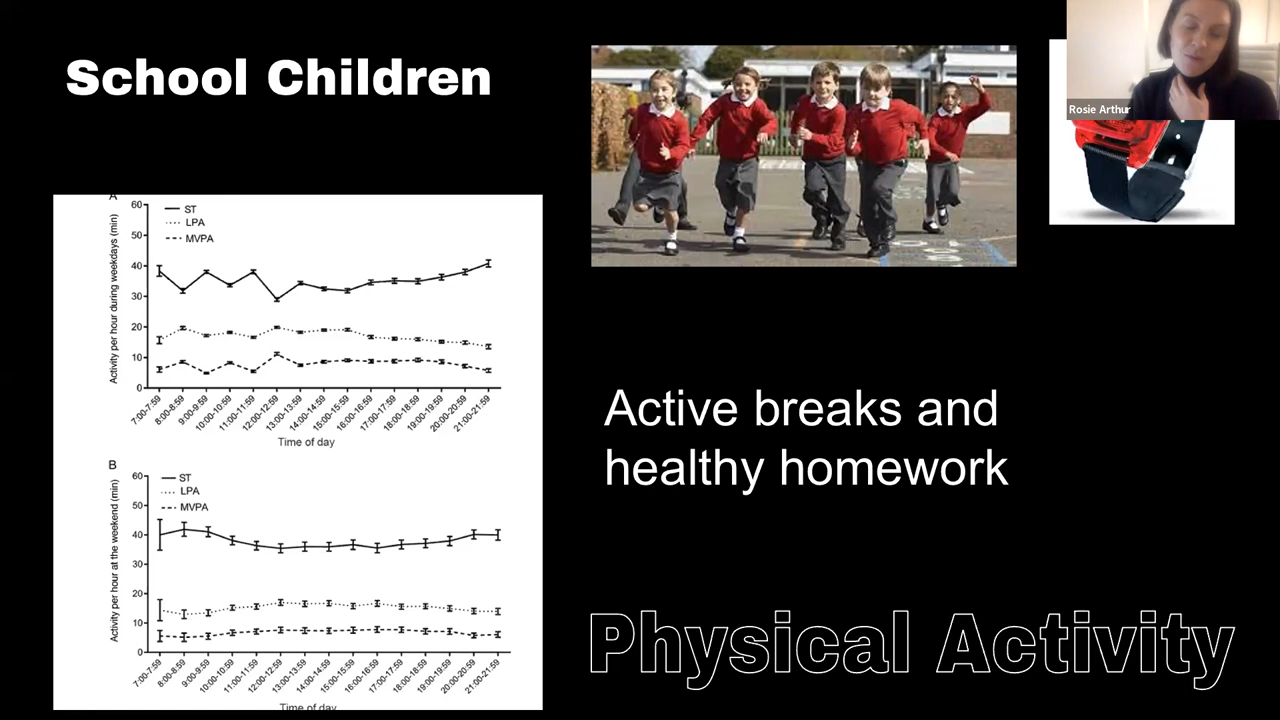 School Children
Rosie Arthur
A
60
50
40
30
20
10
0
ST
LPA
MVPA
Activity per hour during weekdays (min)
7:00-7:59
8:00-8:59
9:00-9:59
10:00-10:59
11:00-11:59
12:00-12:59
13:00-13:59
14:00-14:59
15:00-15:59
16:00-16:59
17:00-17:59
18:00-18:59
19:00-19:59
20:00-20:59
21:00-21:59
Time of day
B
60
50
40
30
20
10
0
ST
LPA
MVPA
Activity per hour at the weekend (min)
7:00-7:59
8:00-8:59
9:00-9:59
10:00-10:59
11:00-11:59
12:00-12:59
13:00-13:59
14:00-14:59
15:00-15:59
16:00-16:59
17:00-17:59
18:00-18:59
19:00-19:59
20:00-20:59
21:00-21:59
Time of day
Active breaks and
healthy homework
Physical Activity